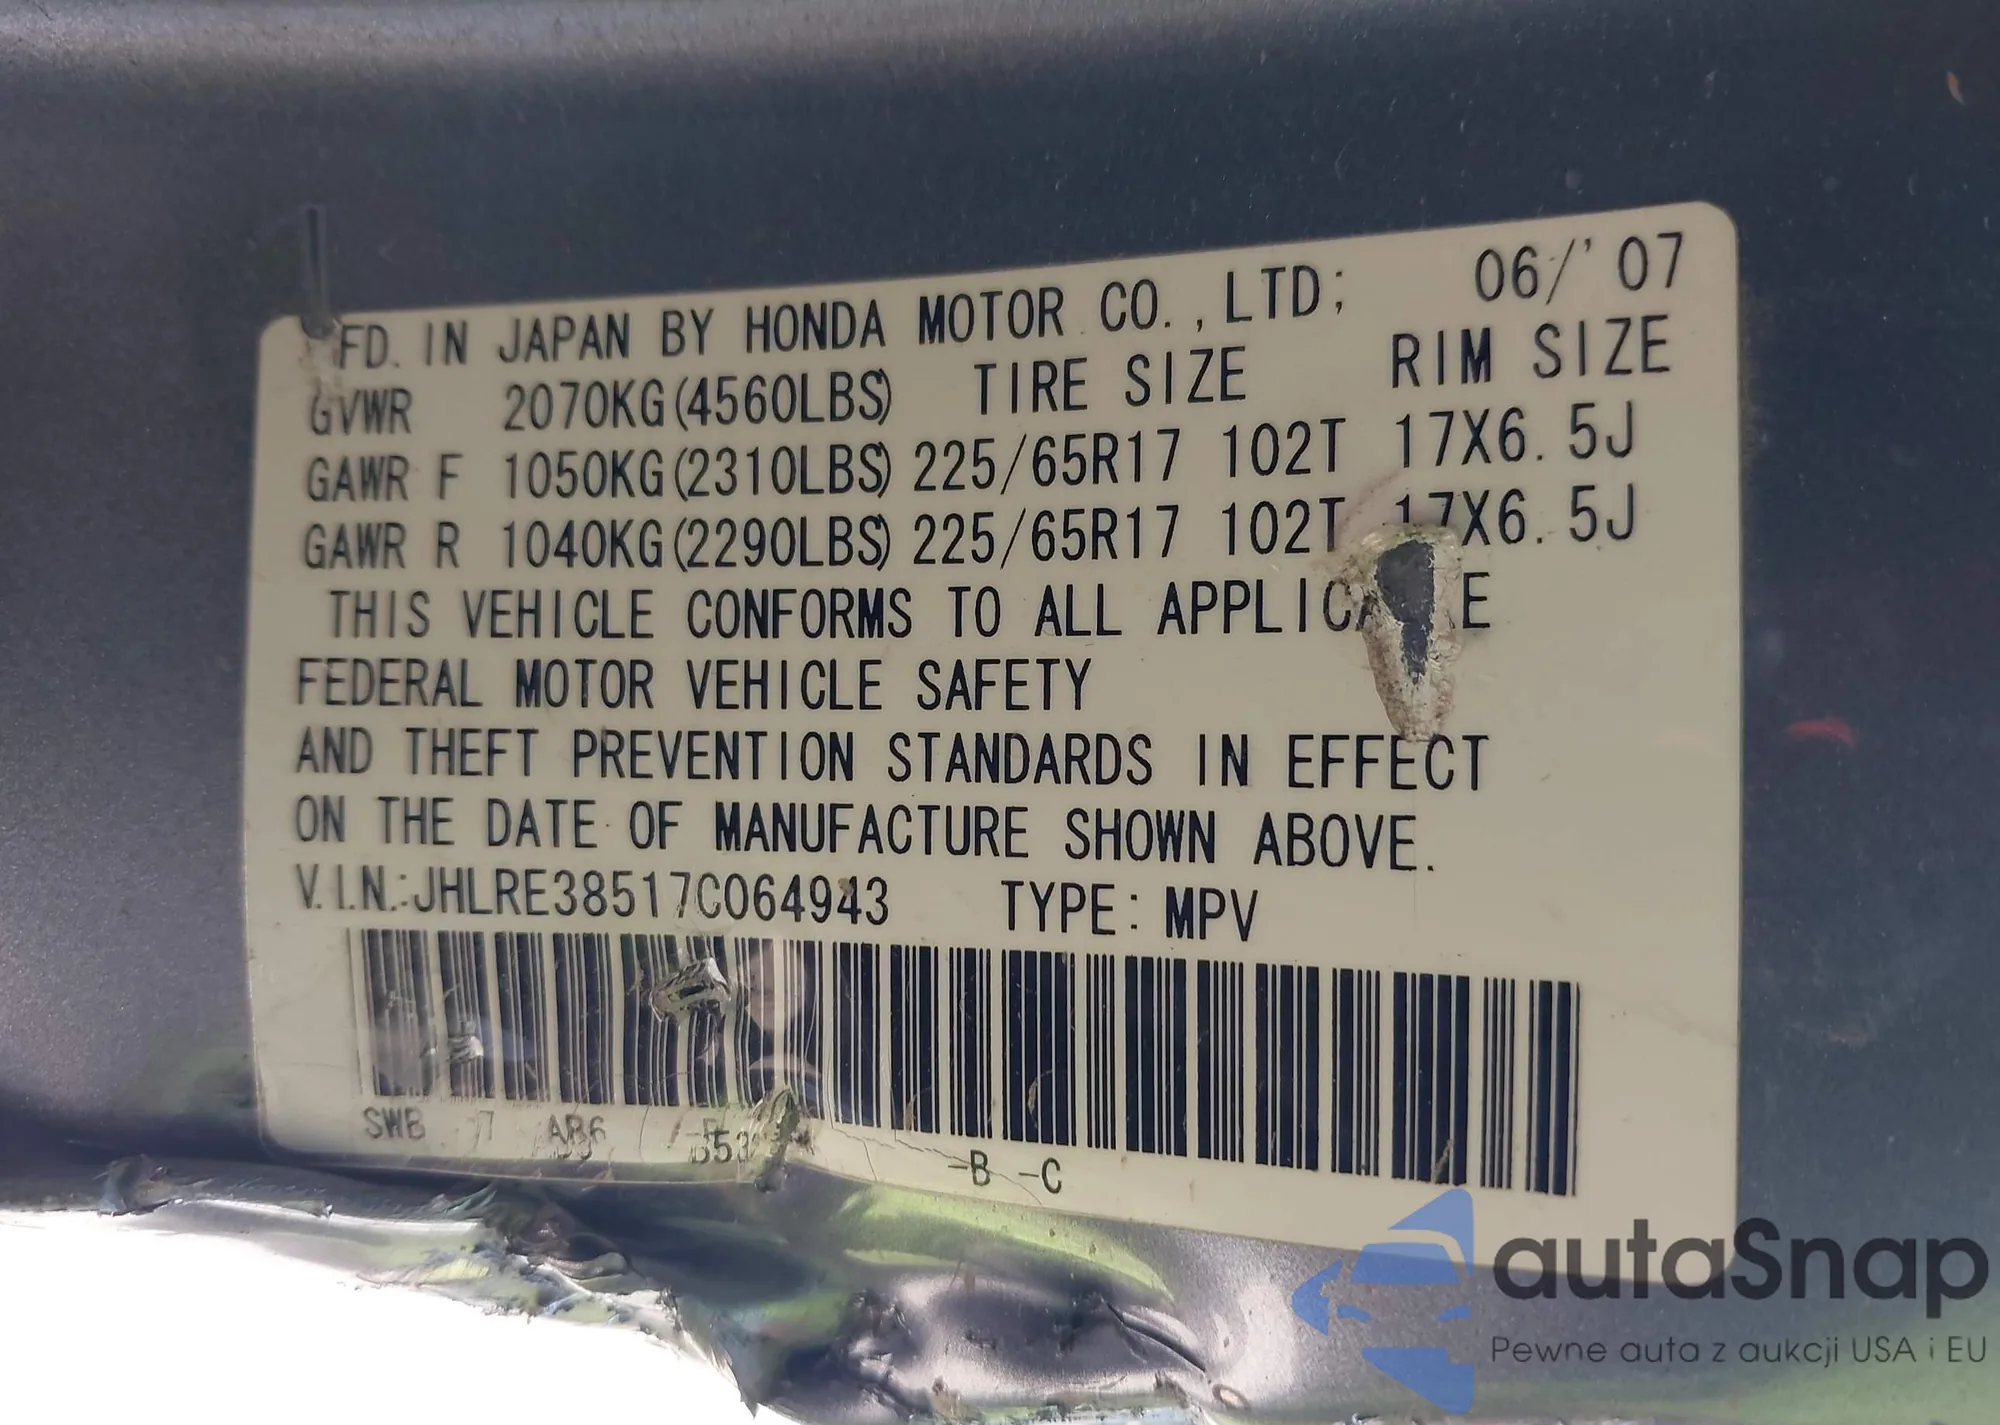 FD. IN JAPAN BY HONDA MOTOR CO., LTD; 06/'07
GVWR 2070KG(4560LBS) TIRE SIZE RIM SIZE
GAWR F 1050KG(2310LBS) 225/65R17 102T 17X6.5J
GAWR R 1040KG(2290LBS) 225/65R17 102T 17X6.5J
THIS VEHICLE CONFORMS TO ALL
FEDERAL MOTOR VEHICLE SAFETY
AND THEFT PREVENTION STANDARDS IN EFFECT
ON THE DATE OF MANUFACTURE SHOWN ABOVE.
V.I.N.:JHLRE38517C064943 TYPE: MPV
SWB -B -C
autaSnap
Pewne auta z aukcji USA i EU